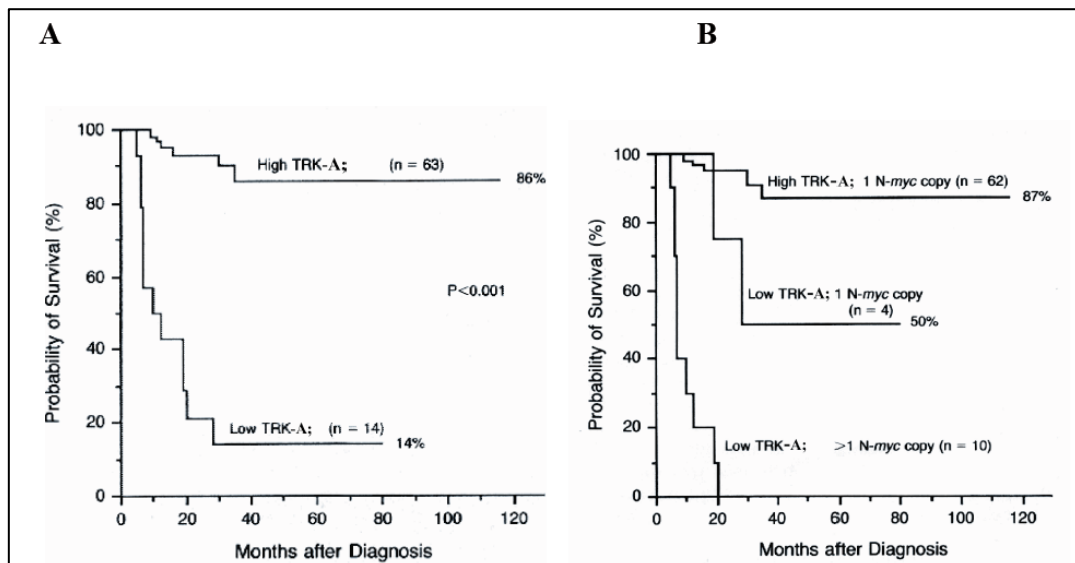 A
B
Probability of Survival (%)
100
80
60
40
20
0
High TRK-A; (n = 63)
86%
P<0.001
Low TRK-A; (n = 14)
14%
0 20 40 60 80 100 120
Months after Diagnosis
Probability of Survival (%)
100
80
60
40
20
0
High TRK-A; 1 N-myc copy (n = 62)
87%
Low TRK-A; 1 N-myc copy
(n = 4)
50%
Low TRK-A; >1 N-myc copy (n = 10)
0 20 40 60 80 100 120
Months after Diagnosis